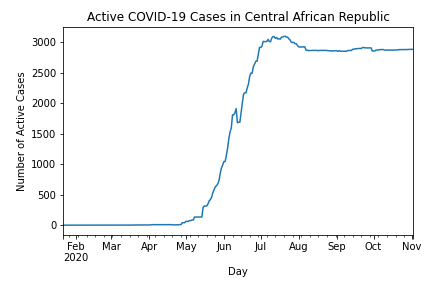 Active COVID-19 Cases in Central African Republic
Number of Active Cases
3000
2500
2000
1500
1000
500
0
Feb Mar Apr May Jun Jul Aug Sep Oct Nov
2020
Day